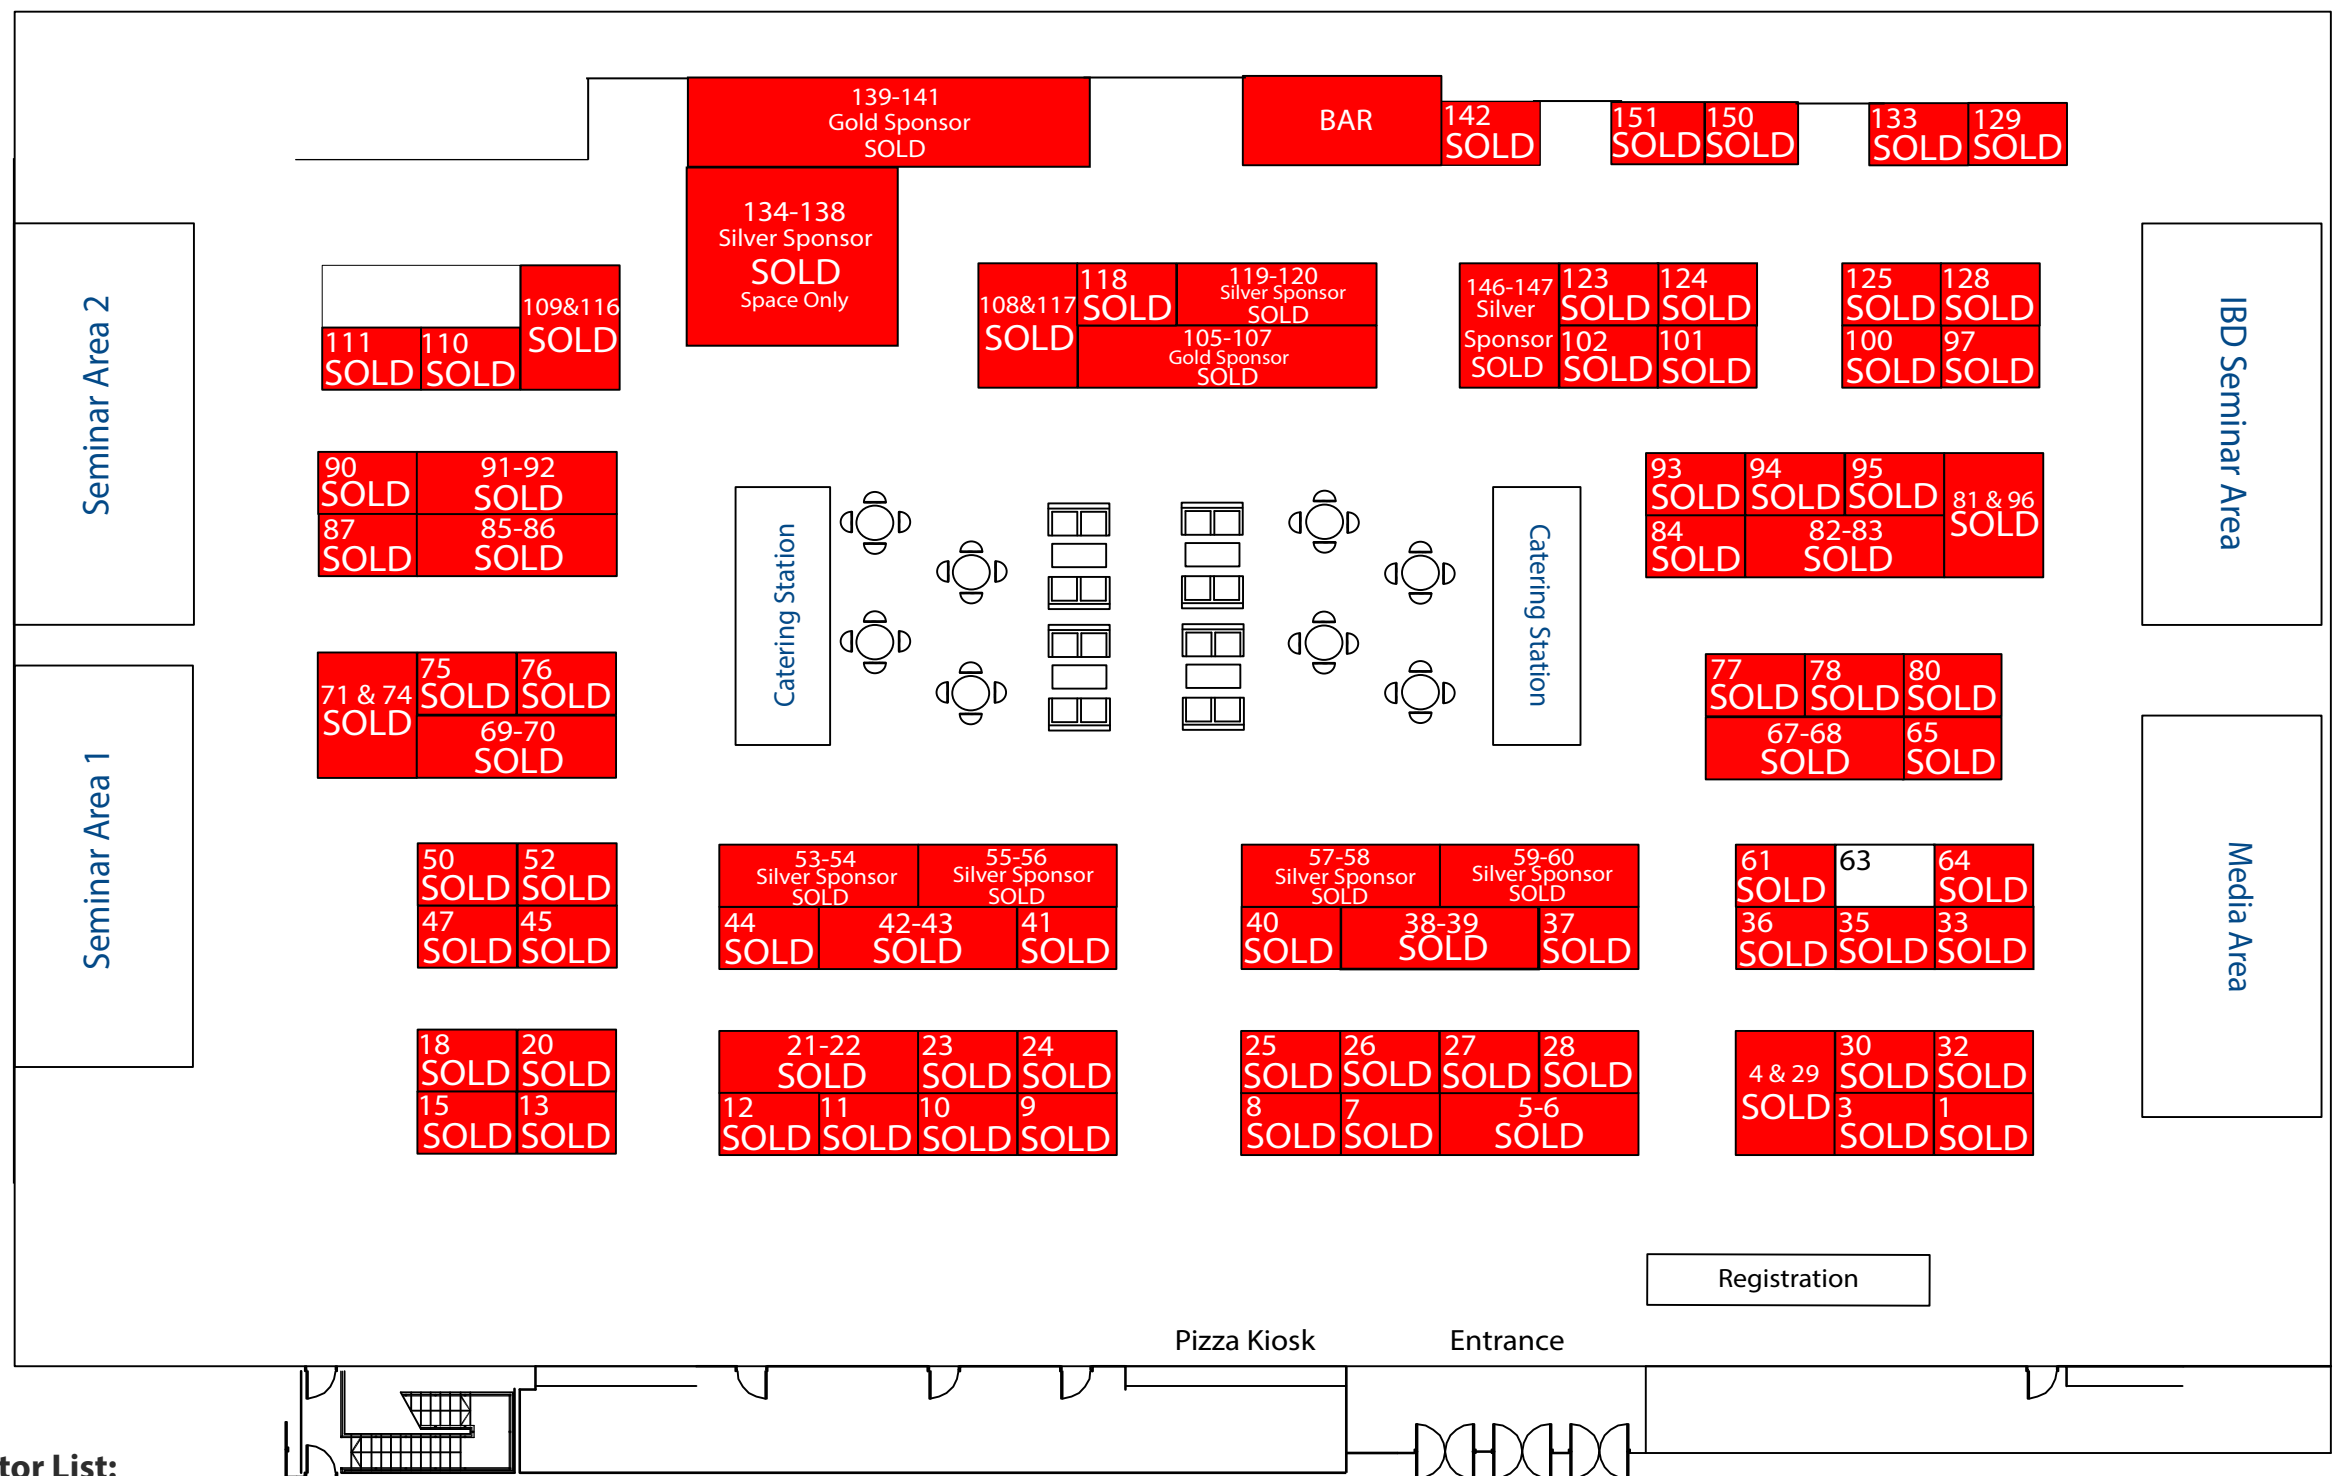 139-141
Gold Sponsor
SOLD
BAR
142
SOLD
151
SOLD
150
SOLD
133
SOLD
129
SOLD
134-138
Silver Sponsor
SOLD
Space Only
Seminar Area 2
109&116
SOLD
111
SOLD
110
SOLD
108&117
SOLD
118
SOLD
119-120
Silver Sponsor
SOLD
105-107
Gold Sponsor
SOLD
146-147
Silver
Sponsor
SOLD
123
SOLD
124
SOLD
102
SOLD
101
SOLD
125
SOLD
128
SOLD
100
SOLD
97
SOLD
IBD Seminar Area
90
SOLD
91-92
SOLD
87
SOLD
85-86
SOLD
Catering Station
Catering Station
93
SOLD
94
SOLD
95
SOLD
81 & 96
SOLD
84
SOLD
82-83
SOLD
Seminar Area 1
71 & 74
SOLD
75
SOLD
76
SOLD
69-70
SOLD
77
SOLD
78
SOLD
80
SOLD
67-68
SOLD
65
SOLD
Media Area
50
SOLD
52
SOLD
47
SOLD
45
SOLD
53-54
Silver Sponsor
SOLD
55-56
Silver Sponsor
SOLD
44
SOLD
42-43
SOLD
41
SOLD
57-58
Silver Sponsor
SOLD
59-60
Silver Sponsor
SOLD
40
SOLD
38-39
SOLD
37
SOLD
61
SOLD
63
64
SOLD
36
SOLD
35
SOLD
33
SOLD
18
SOLD
20
SOLD
15
SOLD
13
SOLD
21-22
SOLD
23
SOLD
24
SOLD
12
SOLD
11
SOLD
10
SOLD
9
SOLD
25
SOLD
26
SOLD
27
SOLD
28
SOLD
8
SOLD
7
SOLD
5-6
SOLD
4 & 29
SOLD
30
SOLD
32
SOLD
3
SOLD
1
SOLD
Registration
Pizza Kiosk
Entrance
tor List: